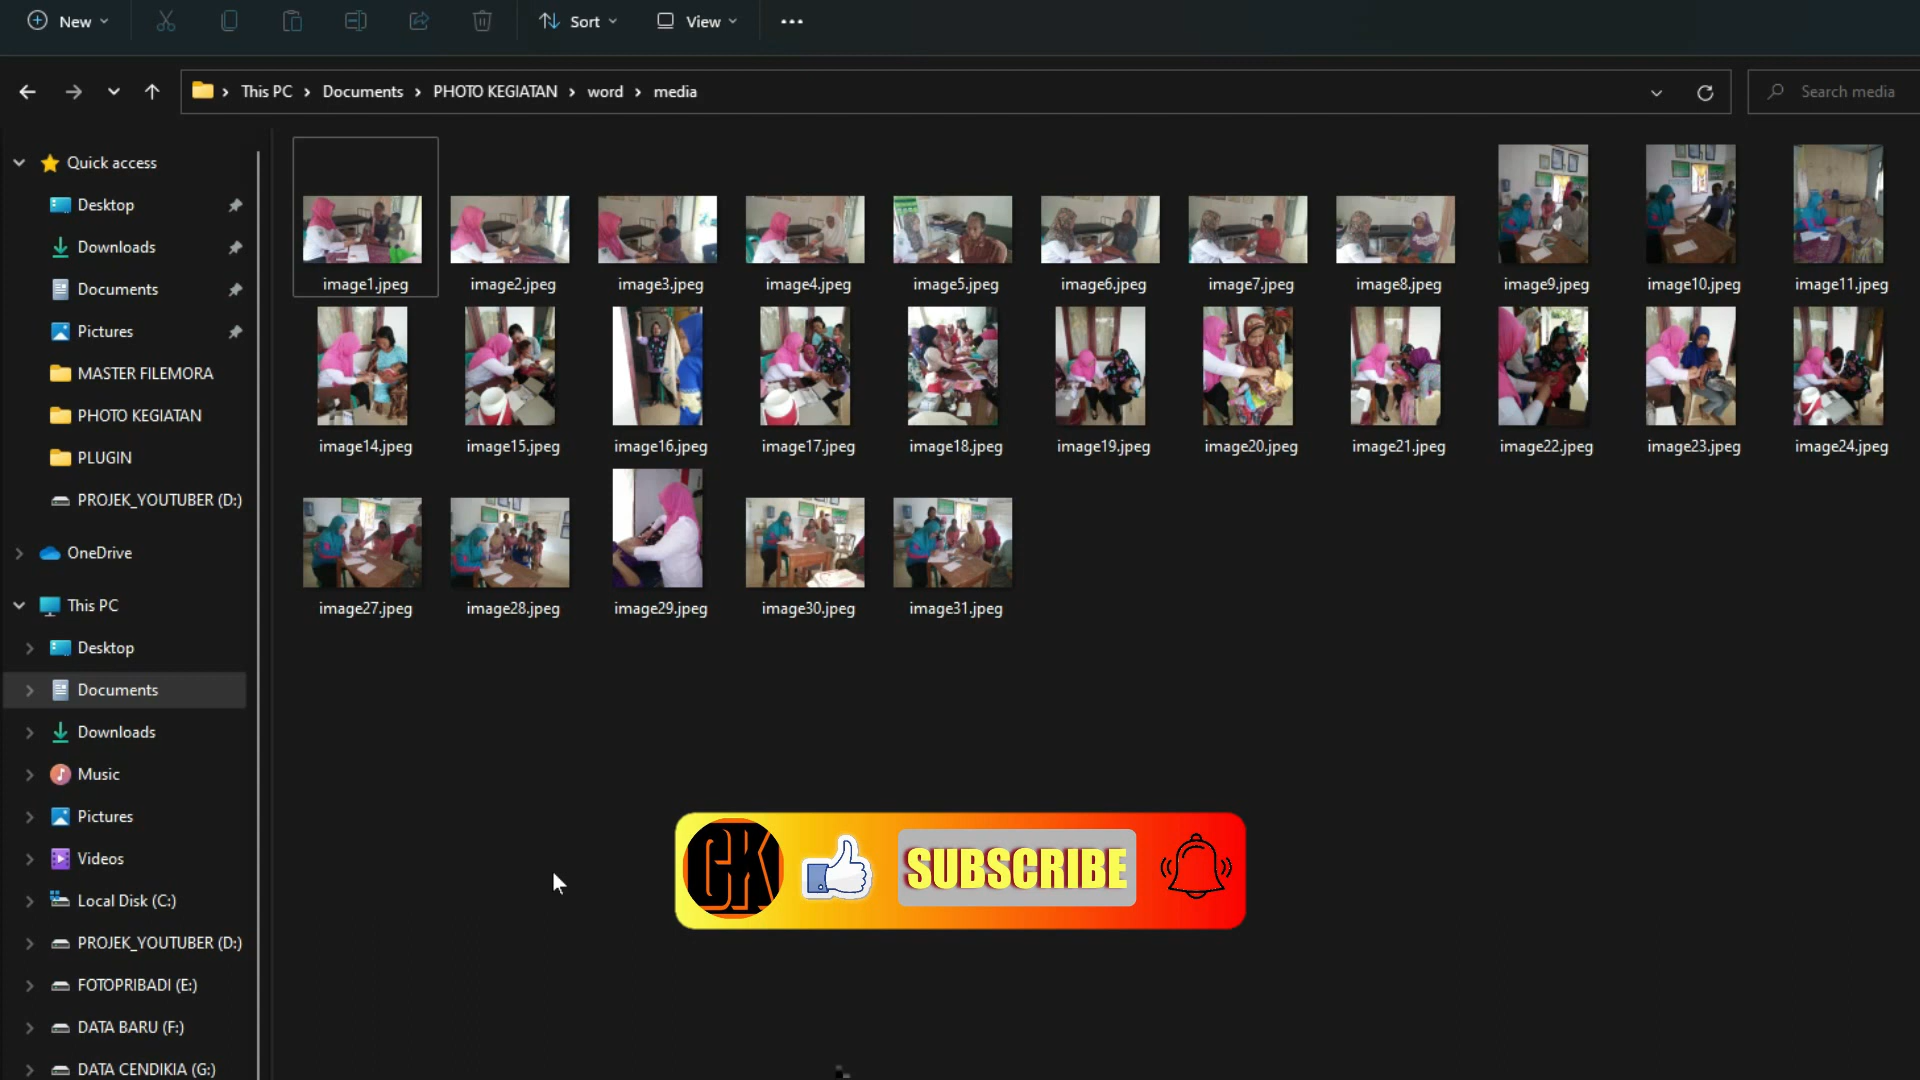 New
Sort
View
This PC > Documents > PHOTO KEGIATAN > word > media
Search media
Quick access
Desktop
Downloads
Documents
Pictures
MASTER FILEMORA
PHOTO KEGIATAN
PLUGIN
PROJEK_YOUTUBER (D:)
OneDrive
This PC
Desktop
Documents
Downloads
Music
Pictures
Videos
Local Disk (C:)
PROJEK_YOUTUBER (D:)
FOTOPRIBADI (E:)
DATA BARU (F:)
DATA CENDIKIA (G:)
image1.jpeg image2.jpeg image3.jpeg image4.jpeg image5.jpeg image6.jpeg image7.jpeg image8.jpeg image9.jpeg image10.jpeg image11.jpeg
image14.jpeg image15.jpeg image16.jpeg image17.jpeg image18.jpeg image19.jpeg image20.jpeg image21.jpeg image22.jpeg image23.jpeg image24.jpeg
image27.jpeg image28.jpeg image29.jpeg image30.jpeg image31.jpeg
CK SUBSCRIBE